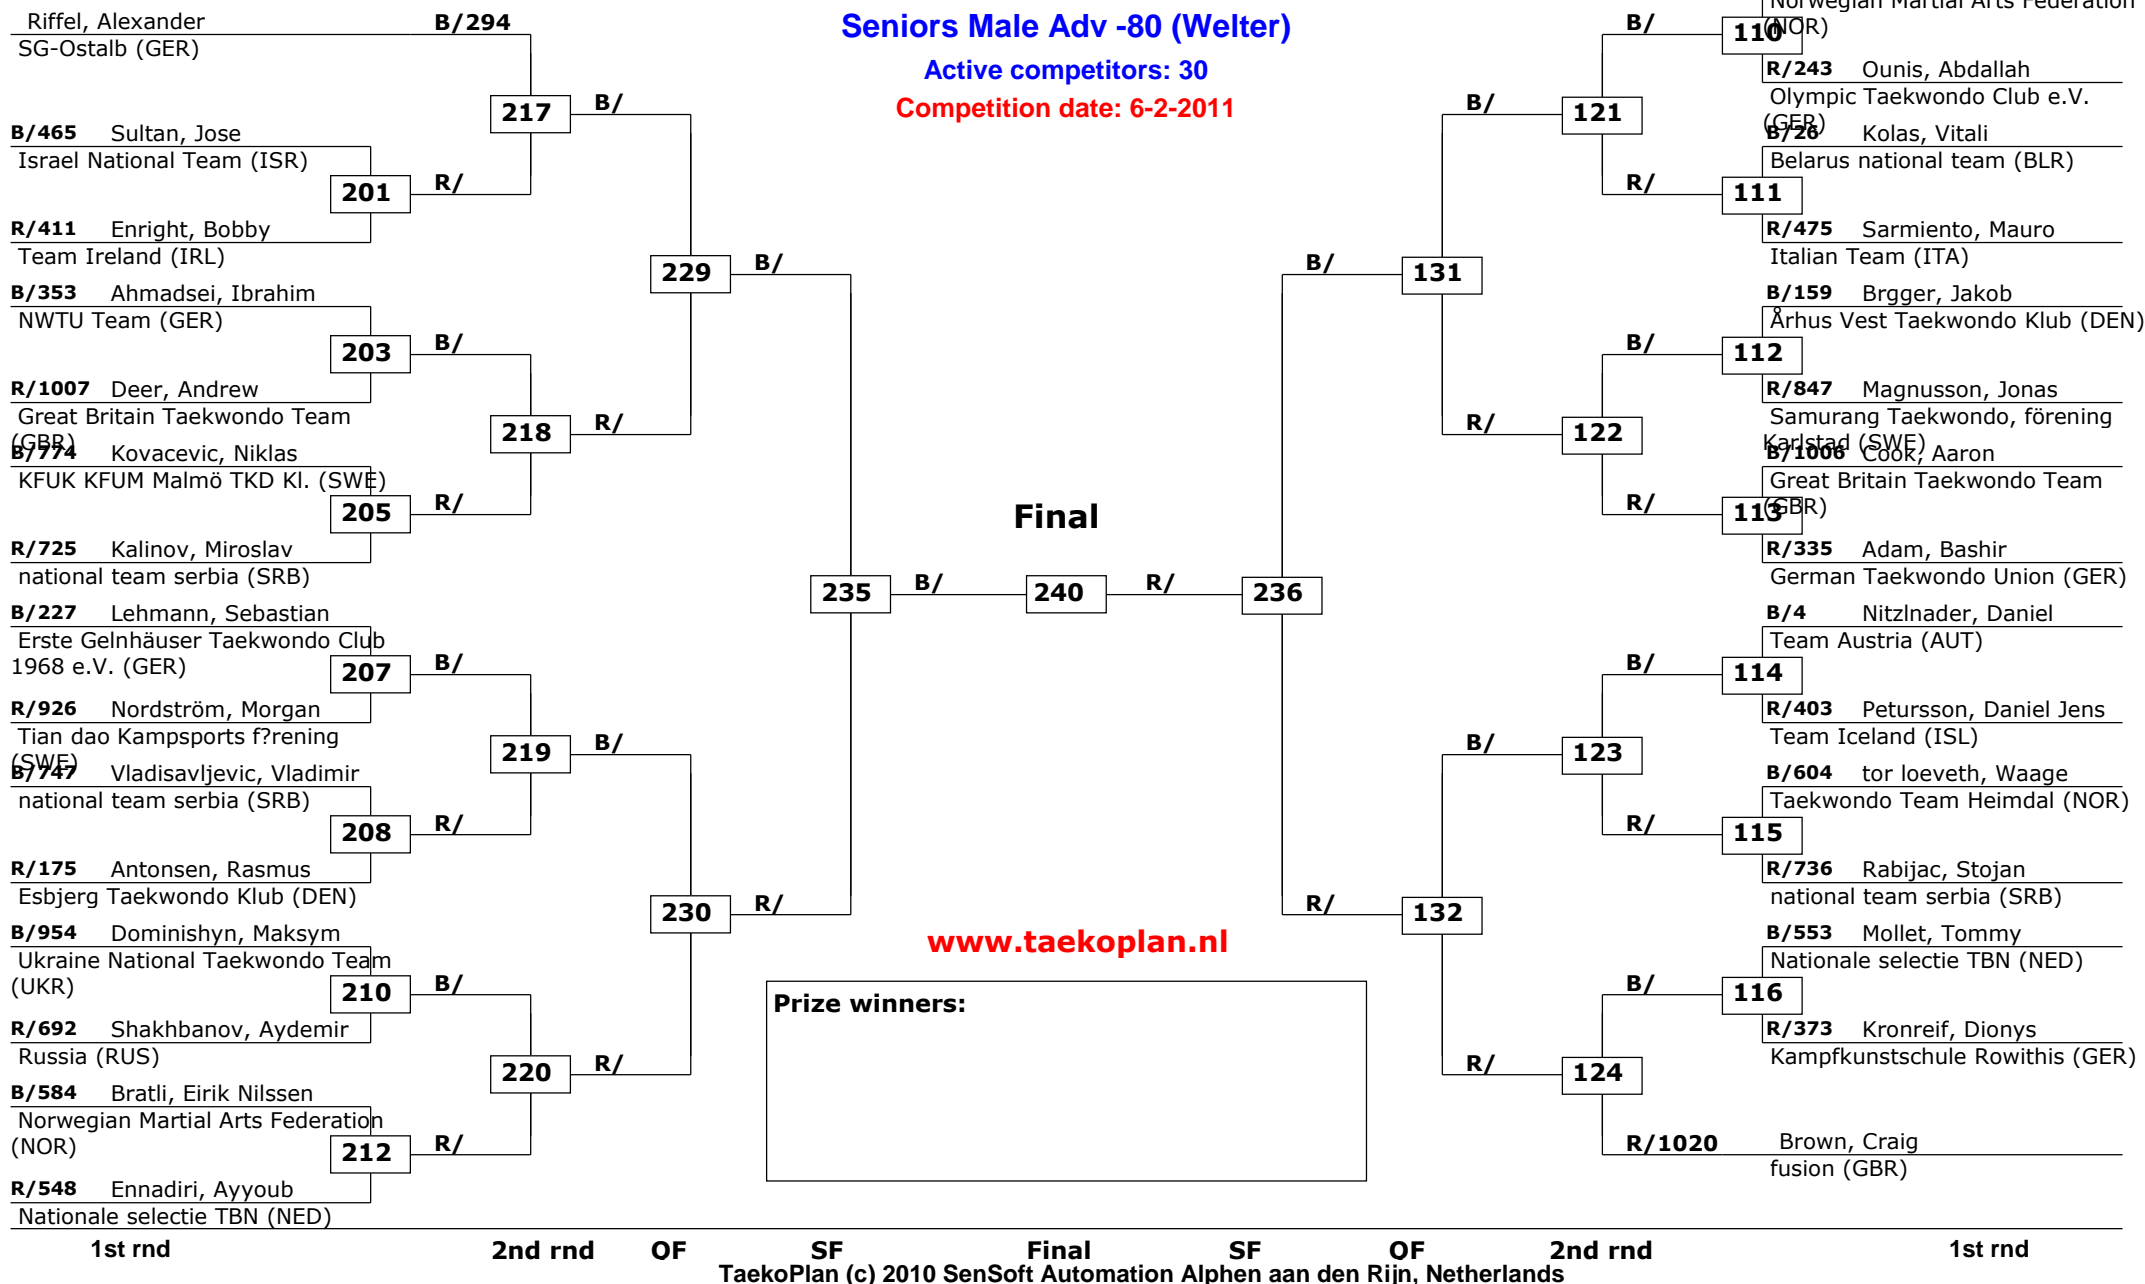 Seniors Male Adv -80 (Welter)
Active competitors: 30
Competition date: 6-2-2011
Riffel, Alexander
B/294
SG-Ostalb (GER)
217
B/
B/465 Sultan, Jose
Israel National Team (ISR)
201
R/
R/411 Enright, Bobby
Team Ireland (IRL)
229
B/
B/353 Ahmadsei, Ibrahim
NWTU Team (GER)
203
B/
R/1007 Deer, Andrew
Great Britain Taekwondo Team
(GBR)
218
R/
B/774 Kovacevic, Niklas
KFUK KFUM Malmö TKD Kl. (SWE)
205
R/
R/725 Kalinov, Miroslav
national team serbia (SRB)
235
B/
B/227 Lehmann, Sebastian
Erste Gelnhäuser Taekwondo Club
1968 e.V. (GER)
207
B/
R/926 Nordström, Morgan
Tian dao Kampsports f?rening
(SWE)
219
B/
B/747 Vladisavljevic, Vladimir
national team serbia (SRB)
208
R/
R/175 Antonsen, Rasmus
Esbjerg Taekwondo Klub (DEN)
230
R/
B/954 Dominishyn, Maksym
Ukraine National Taekwondo Team
(UKR)
210
B/
R/692 Shakhbanov, Aydemir
Russia (RUS)
220
R/
B/584 Bratli, Eirik Nilssen
Norwegian Martial Arts Federation
(NOR)
212
R/
R/548 Ennadiri, Ayyoub
Nationale selectie TBN (NED)
Final
240
R/
236
www.taekoplan.nl
Prize winners:
Norwegian Martial Arts Federation
(NOR)
B/
110
R/243 Ounis, Abdallah
Olympic Taekwondo Club e.V.
(GER)
B/
121
B/26 Kolas, Vitali
Belarus national team (BLR)
R/
111
R/475 Sarmiento, Mauro
Italian Team (ITA)
B/
131
B/159 Brgger, Jakob
Århus Vest Taekwondo Klub (DEN)
B/
112
R/847 Magnusson, Jonas
Samurang Taekwondo, förening
Karlstad (SWE)
R/
122
B/1006 Cook, Aaron
Great Britain Taekwondo Team
(GBR)
R/
113
R/335 Adam, Bashir
German Taekwondo Union (GER)
B/4 Nitzlnader, Daniel
Team Austria (AUT)
B/
114
R/403 Petursson, Daniel Jens
Team Iceland (ISL)
B/
123
B/604 tor loeveth, Waage
Taekwondo Team Heimdal (NOR)
R/
115
R/736 Rabijac, Stojan
national team serbia (SRB)
R/
132
B/553 Mollet, Tommy
Nationale selectie TBN (NED)
B/
116
R/373 Kronreif, Dionys
Kampfkunstschule Rowithis (GER)
R/
124
R/1020 Brown, Craig
fusion (GBR)
1st rnd 2nd rnd QF SF Final SF QF 2nd rnd 1st rnd
TaekoPlan (c) 2010 SenSoft Automation Alphen aan den Rijn, Netherlands